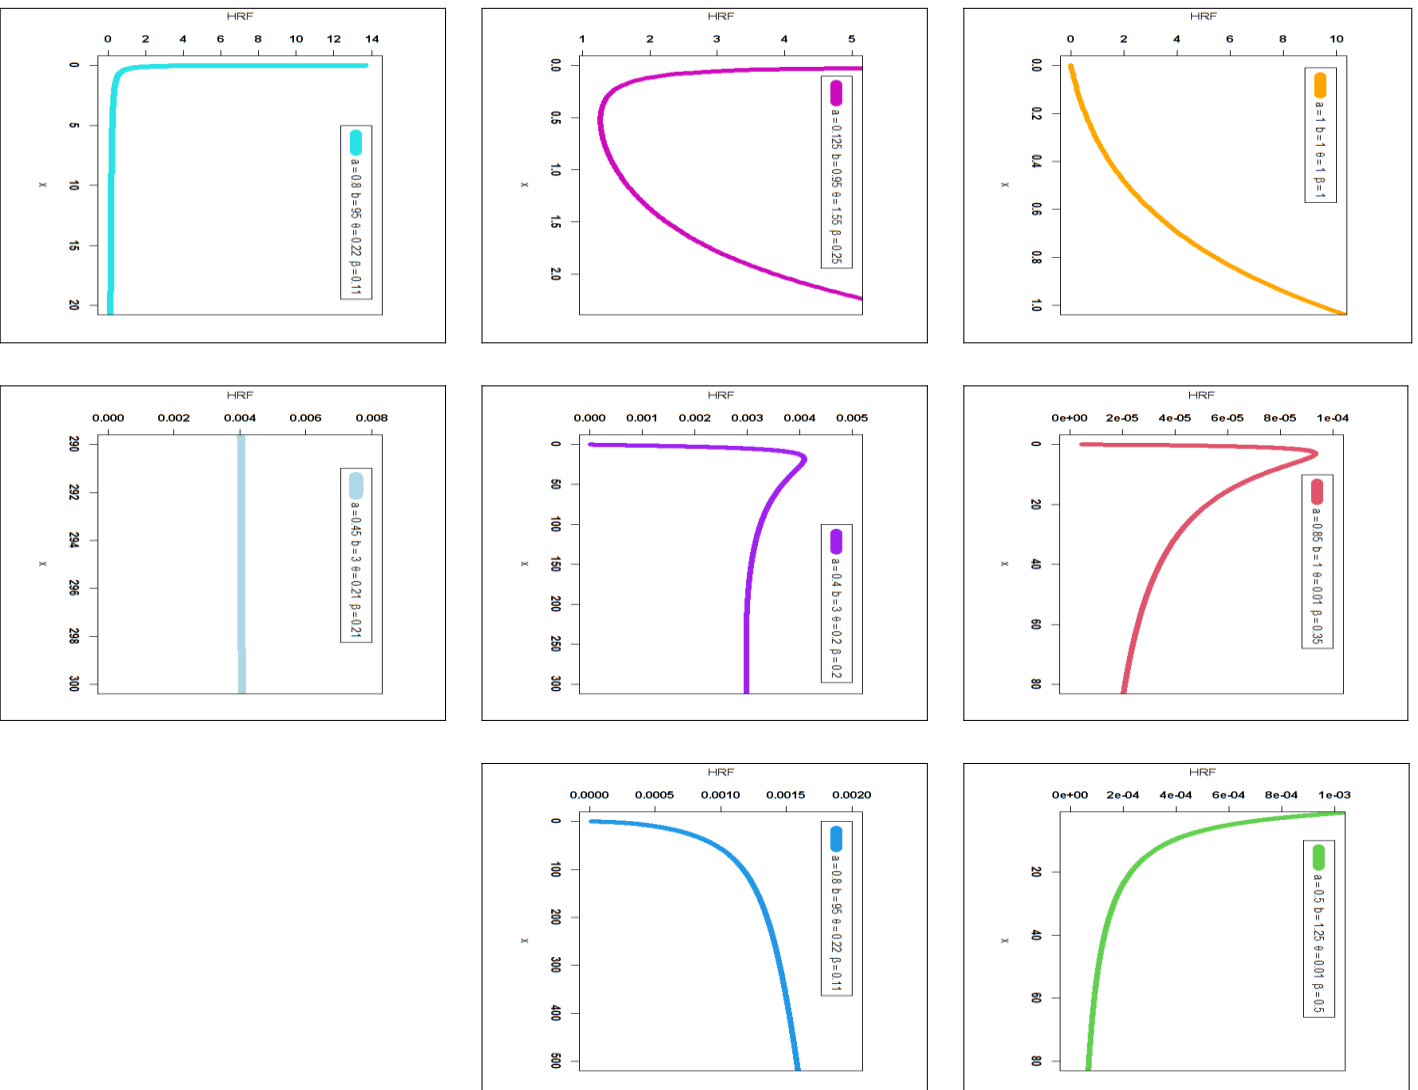 HRF
0 2 4 6 8 10 12 14
0 5 10 15 20
X
a = 0.8 b = 95 θ = 0.22 β = 0.11
HRF
1 2 3 4 5
0.0 0.5 1.0 1.5 2.0
X
a = 0.125 b = 0.95 θ = 1.55 β = 0.25
HRF
0 2 4 6 8 10
0.0 0.2 0.4 0.6 0.8 1.0
X
a = 1 b = 1 θ = 1 β = 1
HRF
0.000 0.002 0.004 0.006 0.008
290 292 294 296 298 300
X
a = 0.45 b = 3 θ = 0.21 β = 0.21
HRF
0.000 0.001 0.002 0.003 0.004 0.005
0 50 100 150 200 250 300
X
a = 0.4 b = 3 θ = 0.2 β = 0.2
HRF
0e+00 2e-05 4e-05 6e-05 8e-05 1e-04
0 20 40 60 80
X
a = 0.85 b = 1 θ = 0.01 β = 0.35
HRF
0.0000 0.0005 0.0010 0.0015 0.0020
0 100 200 300 400 500
X
a = 0.8 b = 95 θ = 0.22 β = 0.11
HRF
0e+00 2e-04 4e-04 6e-04 8e-04 1e-03
20 40 60 80
X
a = 0.5 b = 1.25 θ = 0.01 β = 0.5